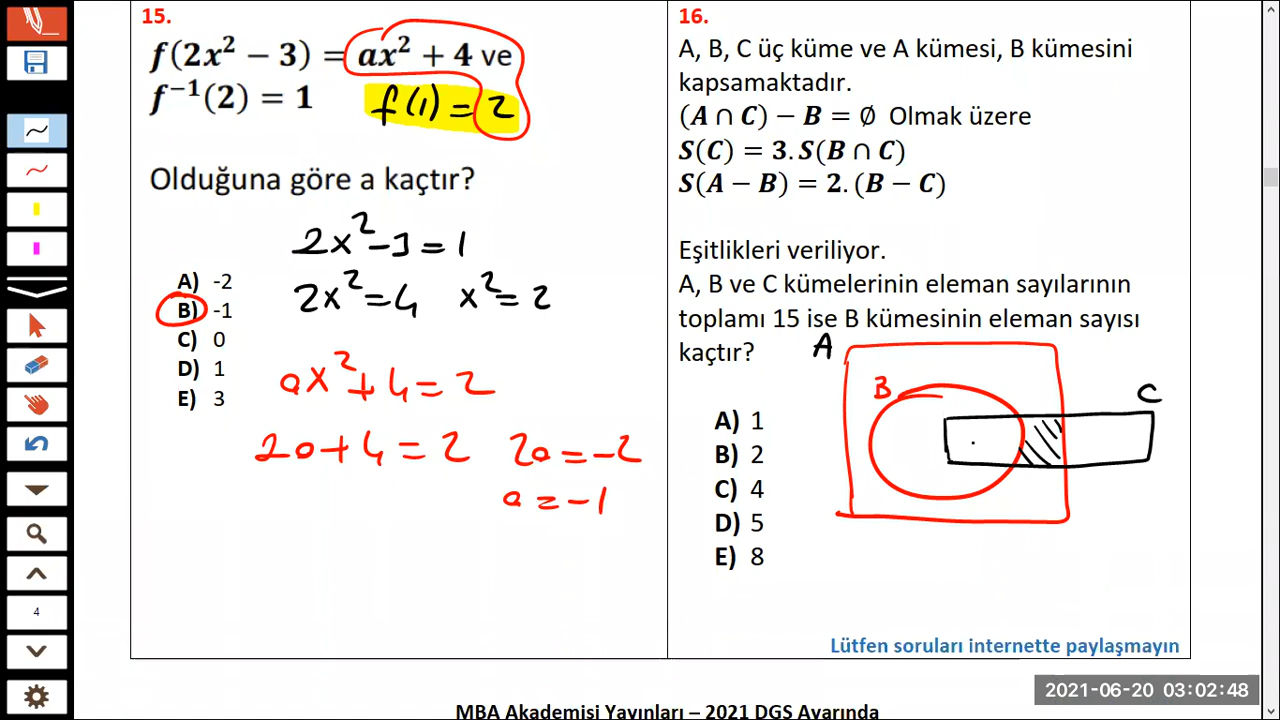 15.
f(2x² − 3) = ax² + 4 ve
f⁻¹(2) = 1
f(1) = 2
Olduğuna göre a kaçtır?
2x² - 3 = 1
2x² = 4 x² = 2
A) -2
B) -1
C) 0
D) 1
E) 3
ax² + 4 = 2
2a + 4 = 2 2a = -2
a = -1
16.
A, B, C üç küme ve A kümesi, B kümesini
kapsamaktadır.
(A ∩ C) − B = ∅ Olmak üzere
S(C) = 3. S(B ∩ C)
S(A − B) = 2. (B − C)
Eşitlikleri veriliyor.
A, B ve C kümelerinin eleman sayılarının
toplamı 15 ise B kümesinin eleman sayısı
kaçtır?
A
B
C
A) 1
B) 2
C) 4
D) 5
E) 8
Lütfen soruları internette paylaşmayın
4
2021-06-20 03:02:48
MBA Akademisi Yayınları – 2021 DGS Ayarında